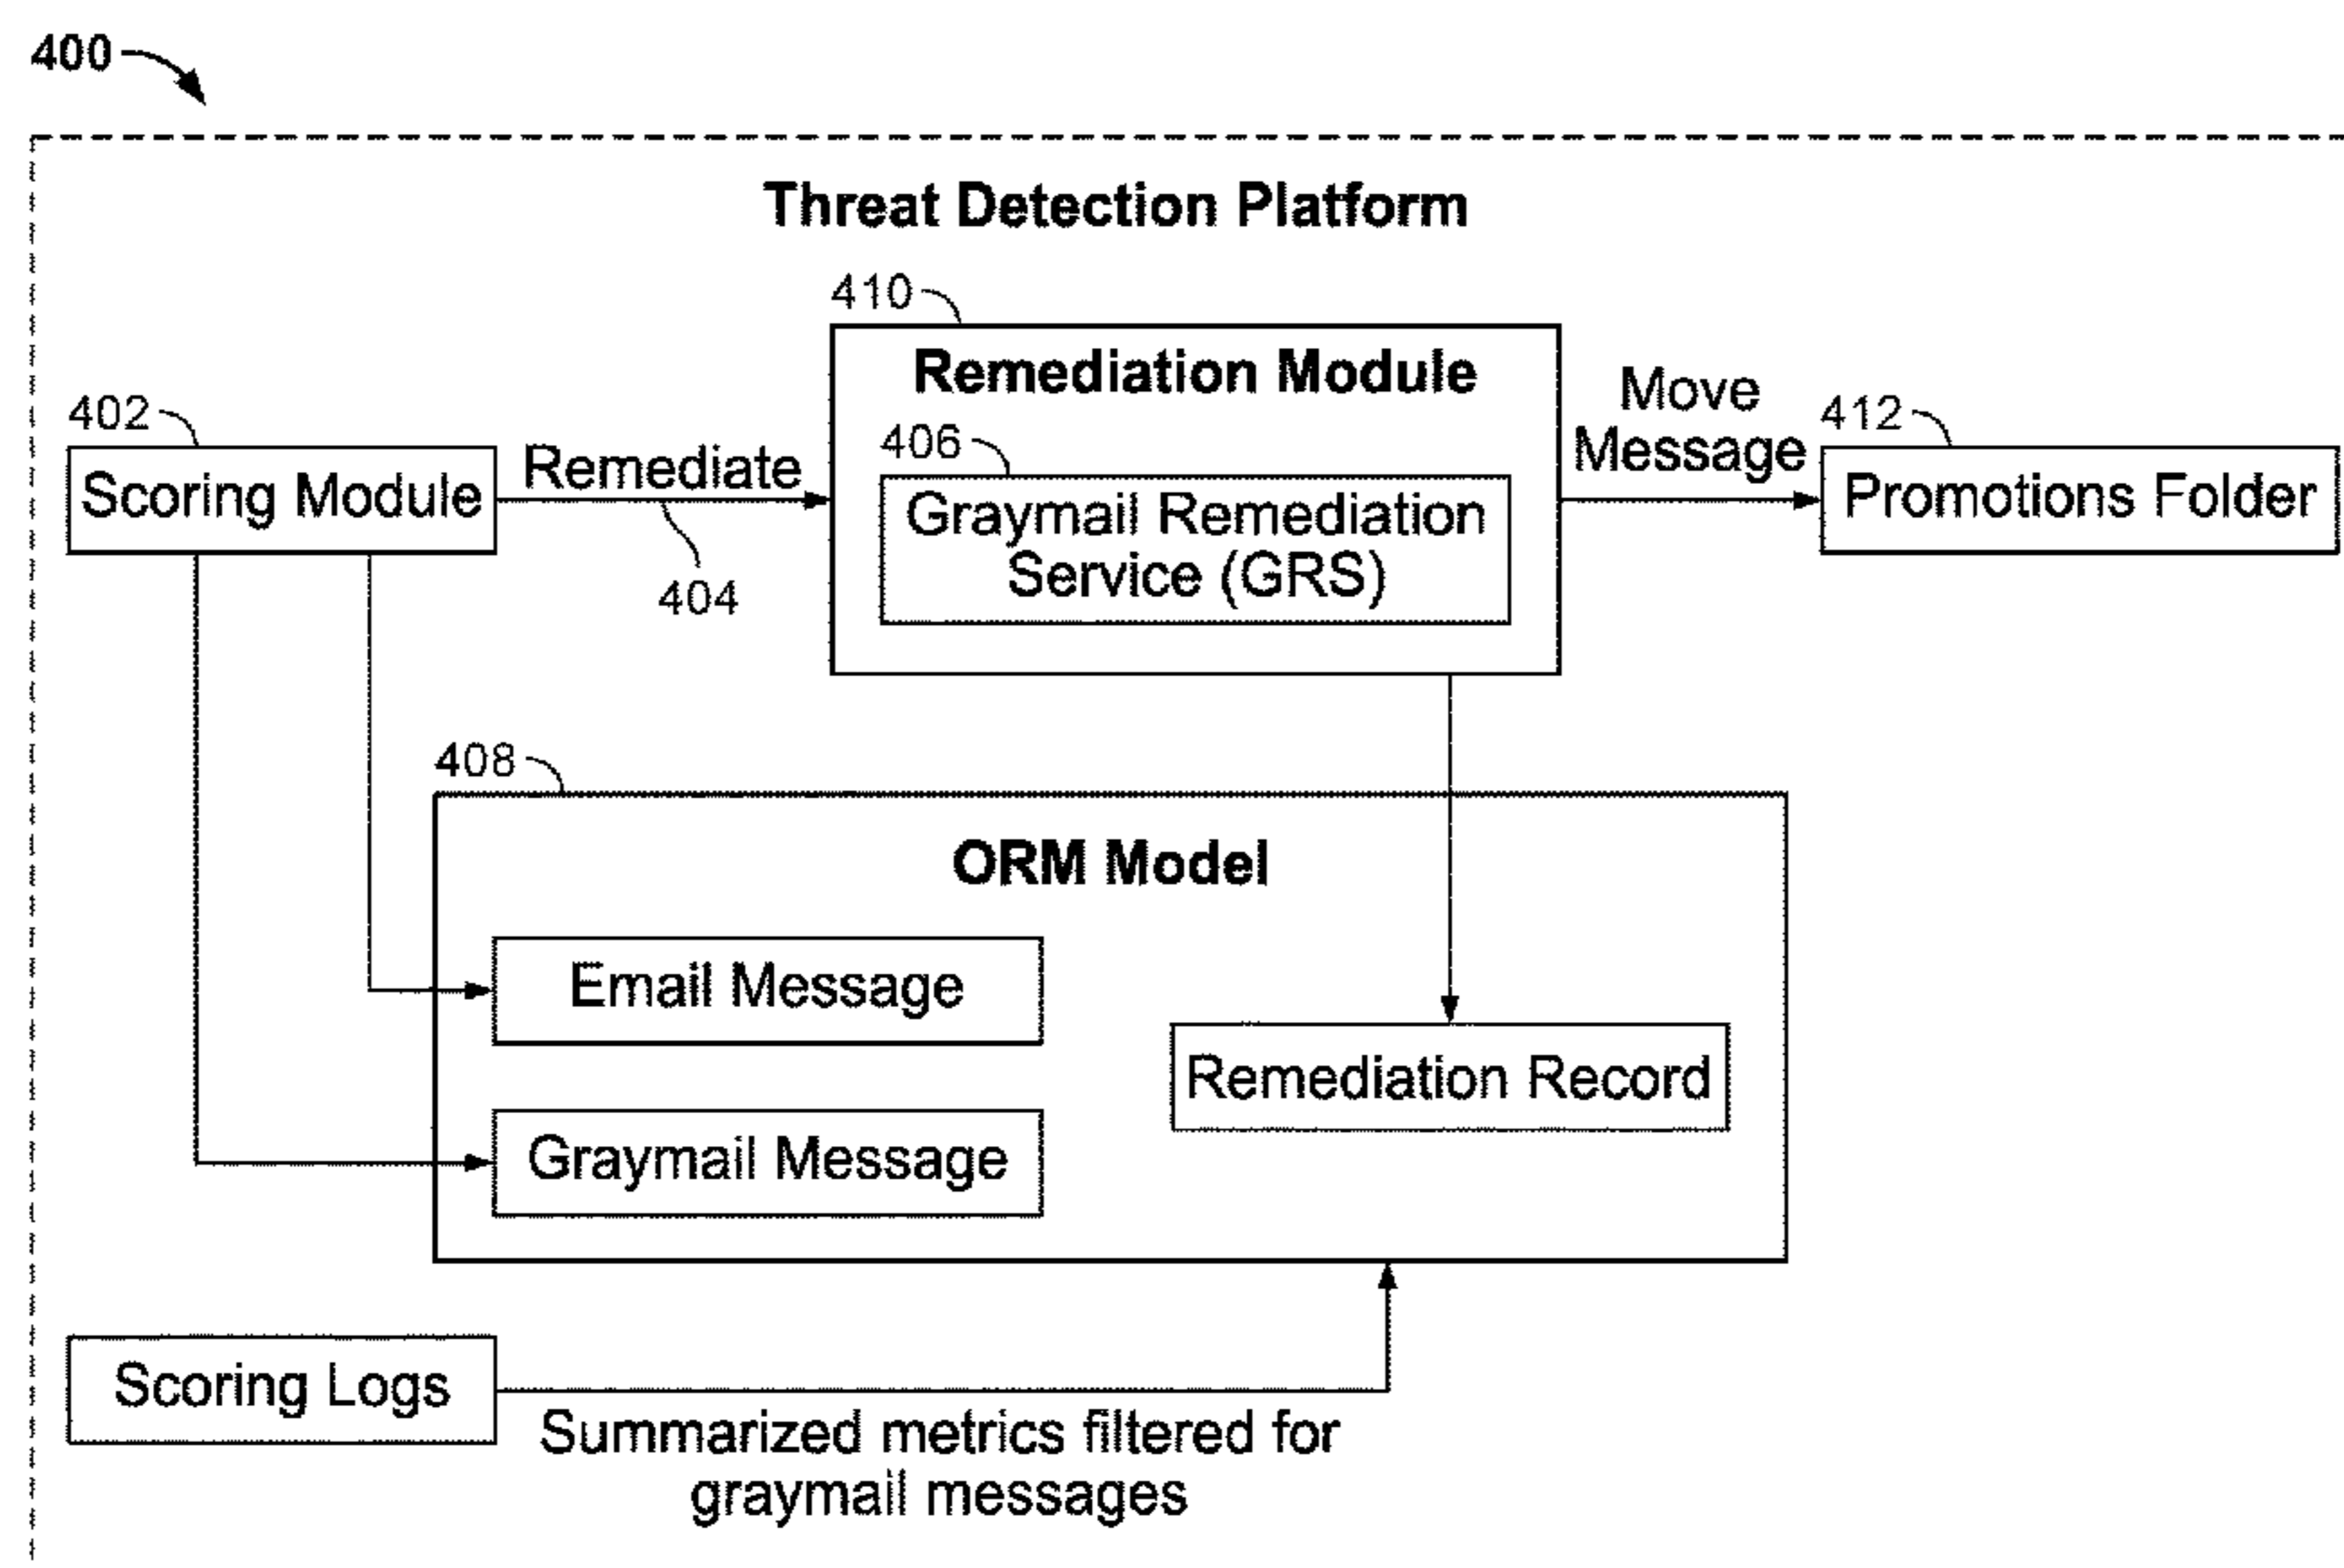 400
Threat Detection Platform
410
Remediation Module
Move
Message
402
406
412
Scoring Module
Remediate
Graymail Remediation
Service (GRS)
Promotions Folder
404
408
ORM Model
Email Message
Remediation Record
Graymail Message
Scoring Logs
Summarized metrics filtered for
graymail messages